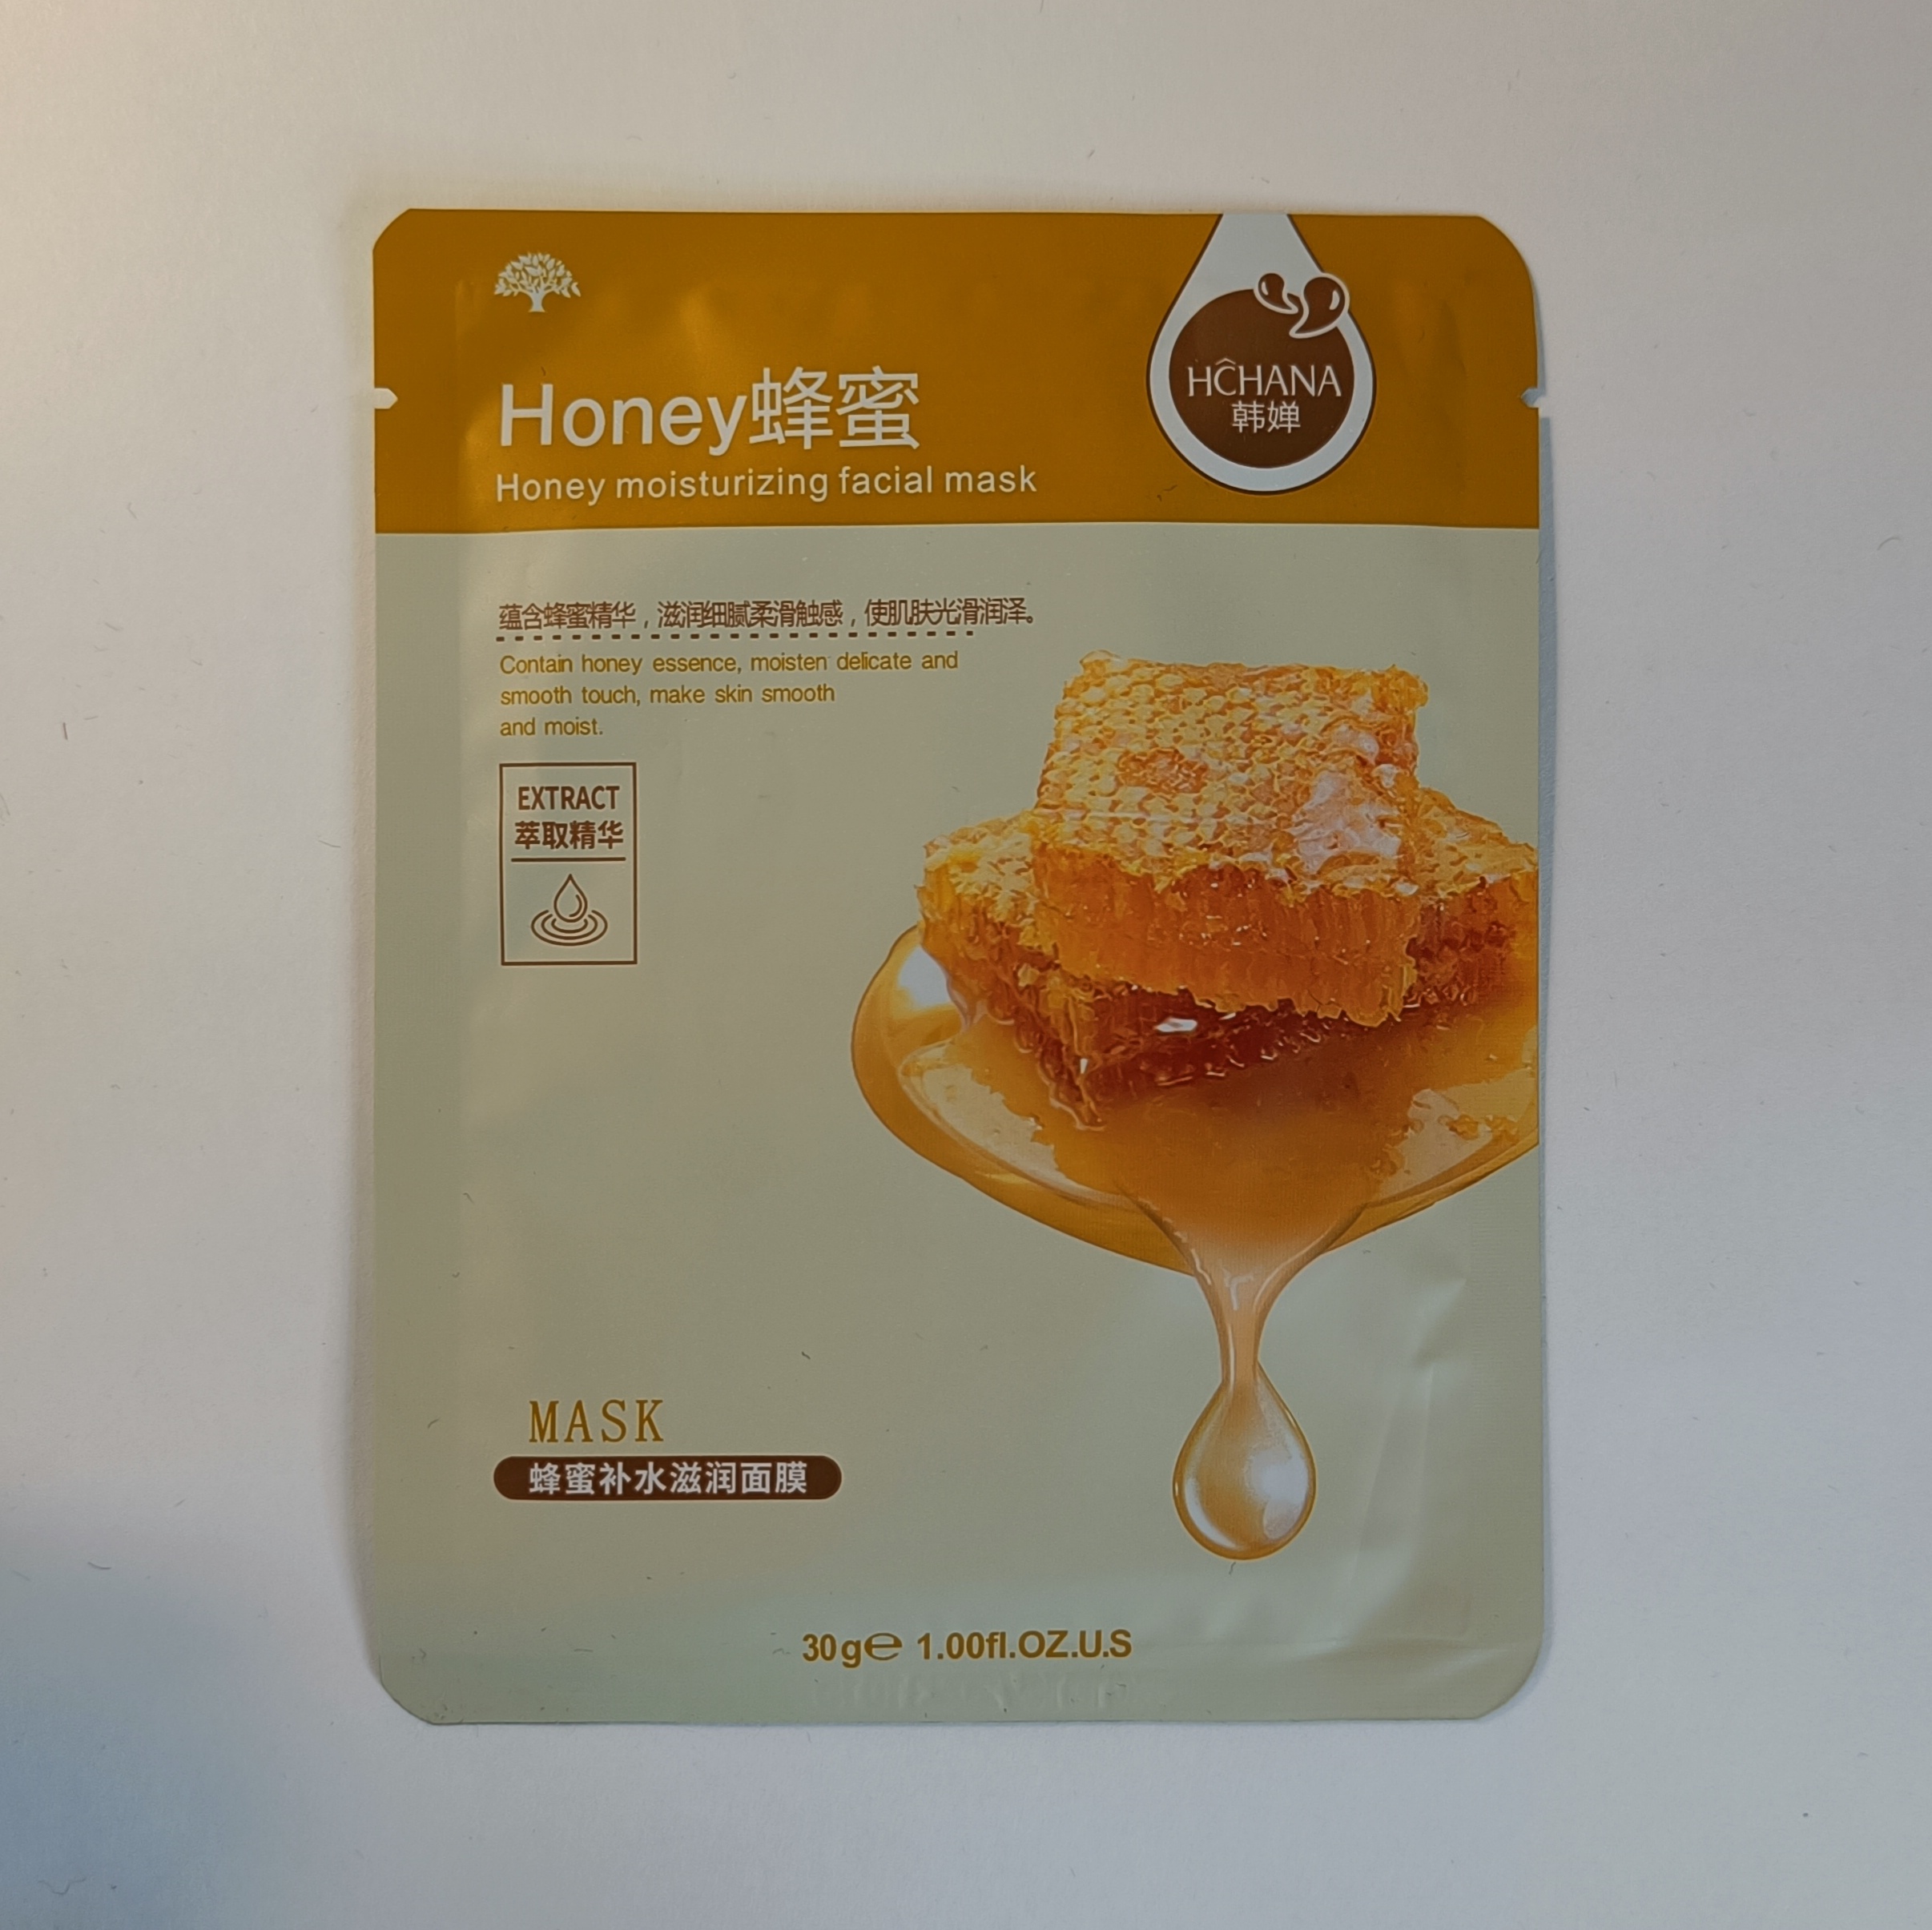 HĈHANA
韩婵
Honey蜂蜜
Honey moisturizing facial mask
蕴含蜂蜜精华，滋润细腻柔滑触感，使肌肤光滑润泽。
Contain honey essence, moisten delicate and
smooth touch, make skin smooth
and moist.
EXTRACT
萃取精华
MASK
蜂蜜补水滋润面膜
30g℮ 1.00fl.OZ.U.S